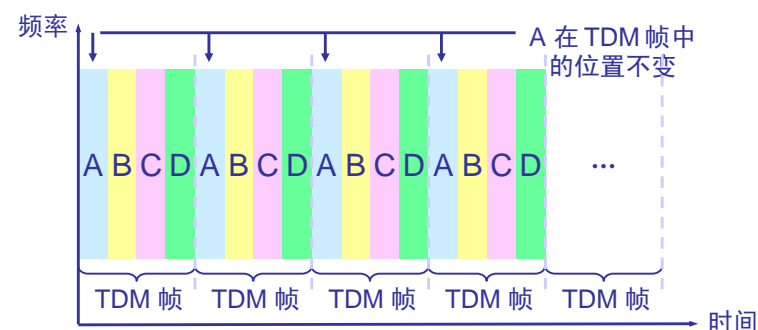 频率
A 在 TDM 帧中
的位置不变
A B C D A B C D A B C D A B C D ...
TDM 帧 TDM 帧 TDM 帧 TDM 帧 TDM 帧
时间